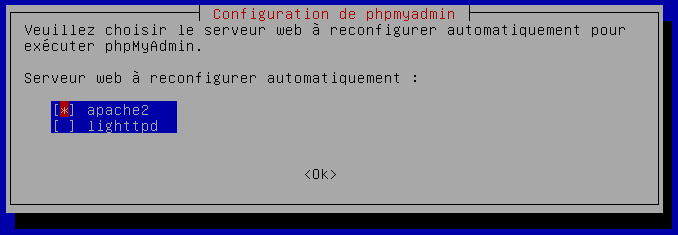 Configuration de phpmyadmin
Veuillez choisir le serveur web à reconfigurer automatiquement pour
exécuter phpMyAdmin.
Serveur web à reconfigurer automatiquement :
[*] apache2
[ ] lighttpd
<Ok>